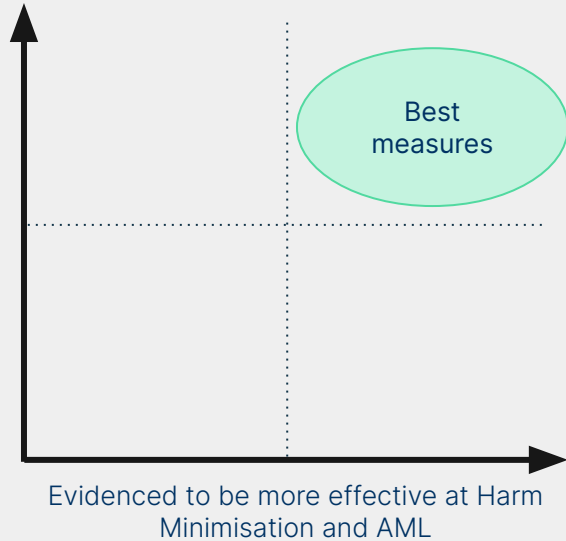 Best
measures
Evidenced to be more effective at Harm
Minimisation and AML